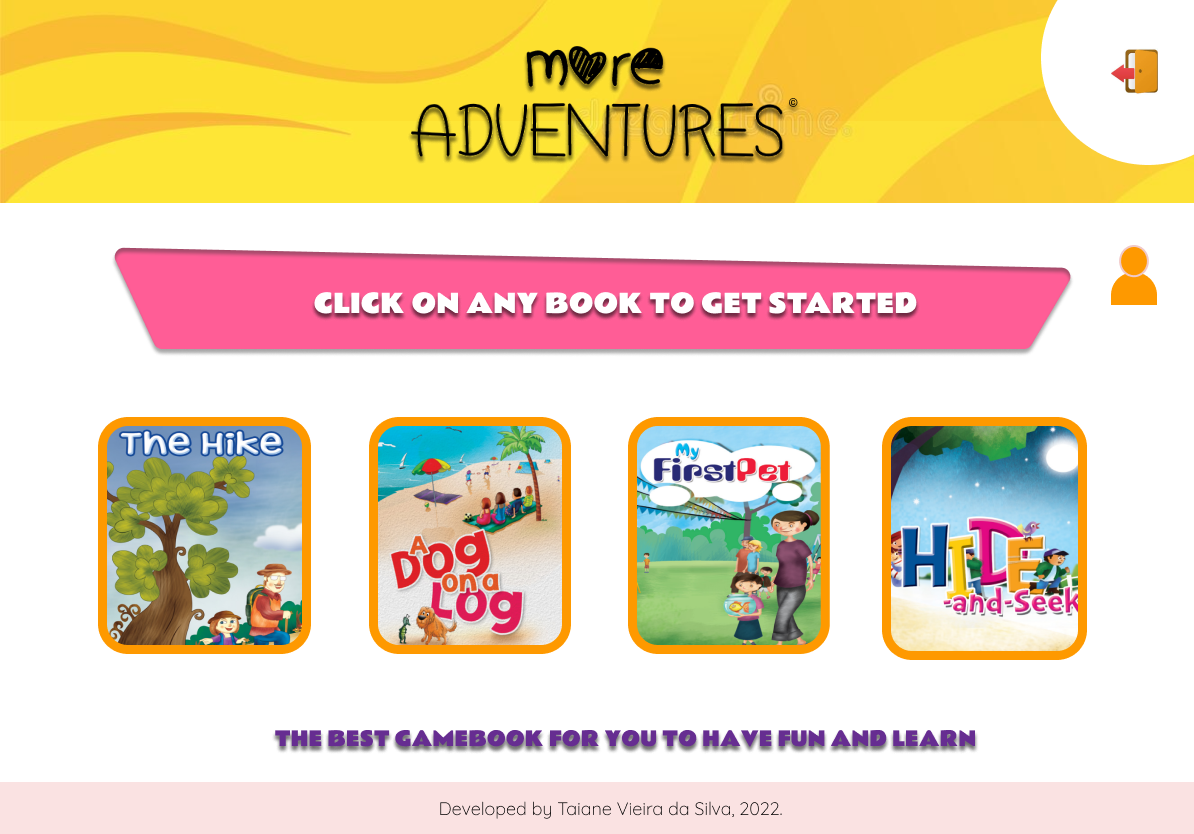 more
ADVENTURES©
CLICK ON ANY BOOK TO GET STARTED
The Hike
A
Dog
on a
Log
My
First Pet
HIDE
-and-Seek
THE BEST GAMEBOOK FOR YOU TO HAVE FUN AND LEARN
Developed by Taiane Vieira da Silva, 2022.